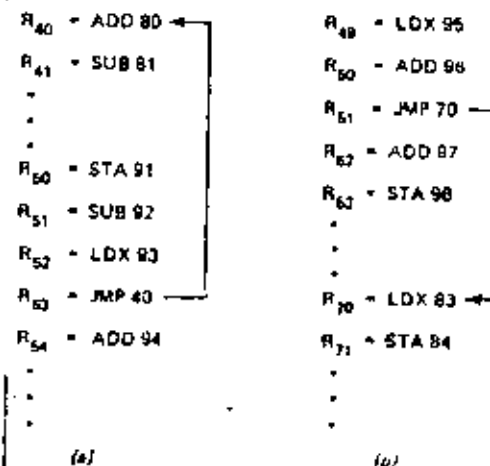 R40 = ADD 80
R41 = SUB 81
R50 = STA 91
R51 = SUB 92
R52 = LDX 93
R53 = JMP 40
R54 = ADD 94
(a)
R49 = LDX 95
R50 = ADD 96
R51 = JMP 70
R52 = ADD 97
R53 = STA 98
R70 = LDX 83
R71 = STA 84
(b)